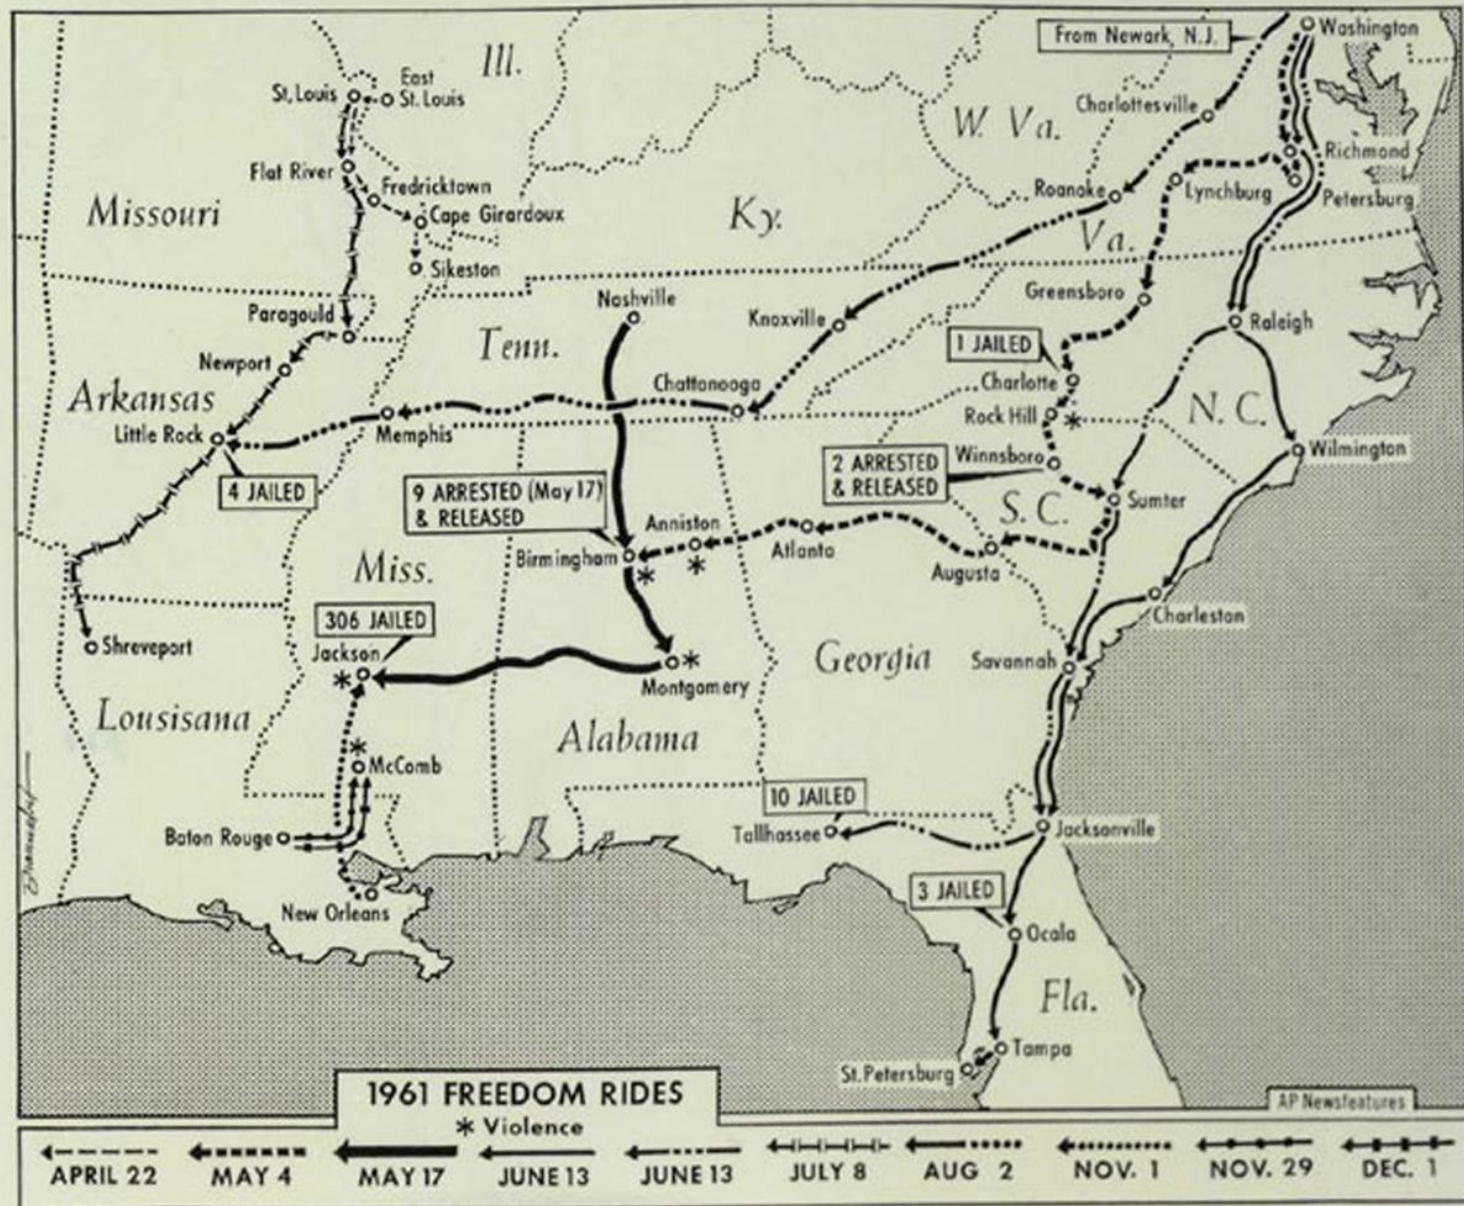 From Newark, N.J.
Washington
Ill.
East
St. Louis
St. Louis
W. Va.
Charlottesville
Richmond
Flat River
Fredricktown
Roanoke
Lynchburg
Petersburg
Missouri
Cape Girardoux
Ky.
Va.
Sikeston
Greensboro
Nashville
Paragould
Knoxville
Raleigh
Tenn.
1 JAILED
Newport
Chattanooga
Charlotte
Arkansas
Rock Hill
N.C.
Little Rock
Memphis
Wilmington
2 ARRESTED
& RELEASED
Winnsboro
4 JAILED
9 ARRESTED (May 17)
& RELEASED
Sumter
S.C.
Anniston
Atlanta
Birmingham
Augusta
Miss.
306 JAILED
Charleston
Shreveport
Jackson
Georgia
Savannah
Montgomery
Lousisana
Alabama
McComb
10 JAILED
Baton Rouge
Tallhassee
Jacksonville
3 JAILED
New Orleans
Ocala
Fla.
Tampa
St. Petersburg
1961 FREEDOM RIDES
* Violence
AP Newsfeatures
APRIL 22
MAY 4
MAY 17
JUNE 13
JUNE 13
JULY 8
AUG 2
NOV. 1
NOV. 29
DEC. 1